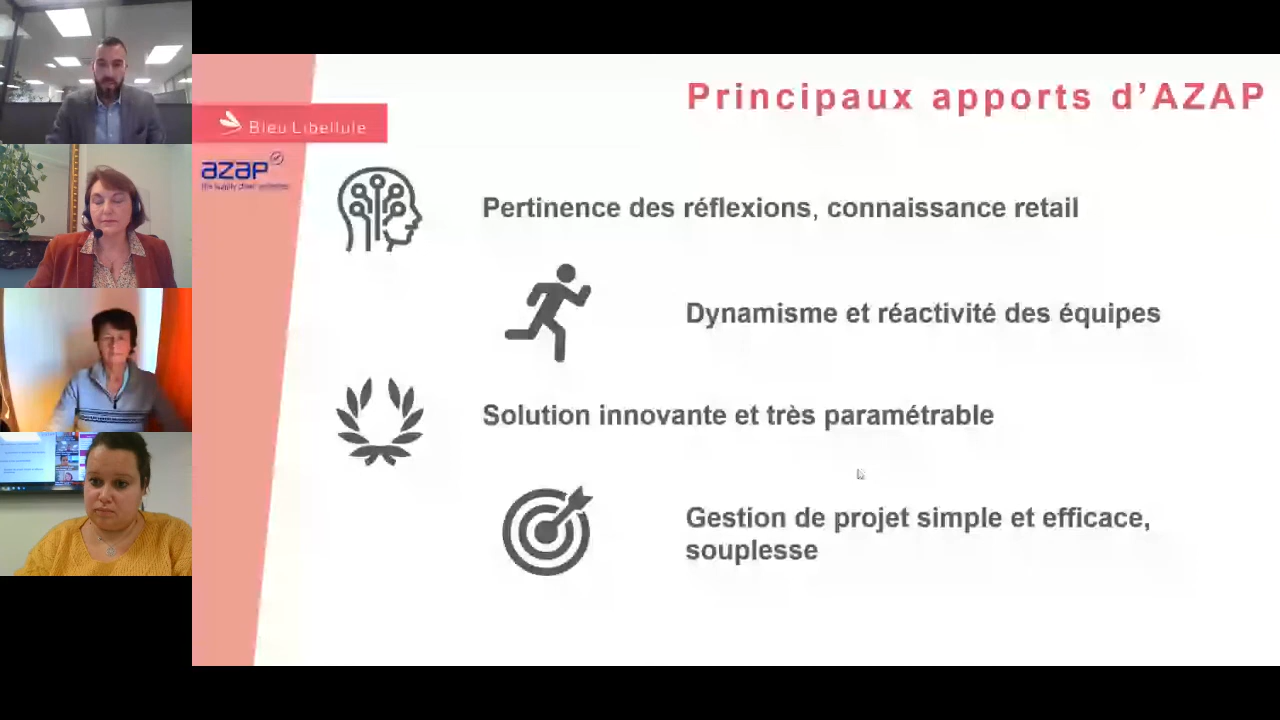 Principaux apports d’AZAP
Bleu Libellule
azap
Pertinence des réflexions, connaissance retail
Dynamisme et réactivité des équipes
Solution innovante et très paramétrable
Gestion de projet simple et efficace,
souplesse